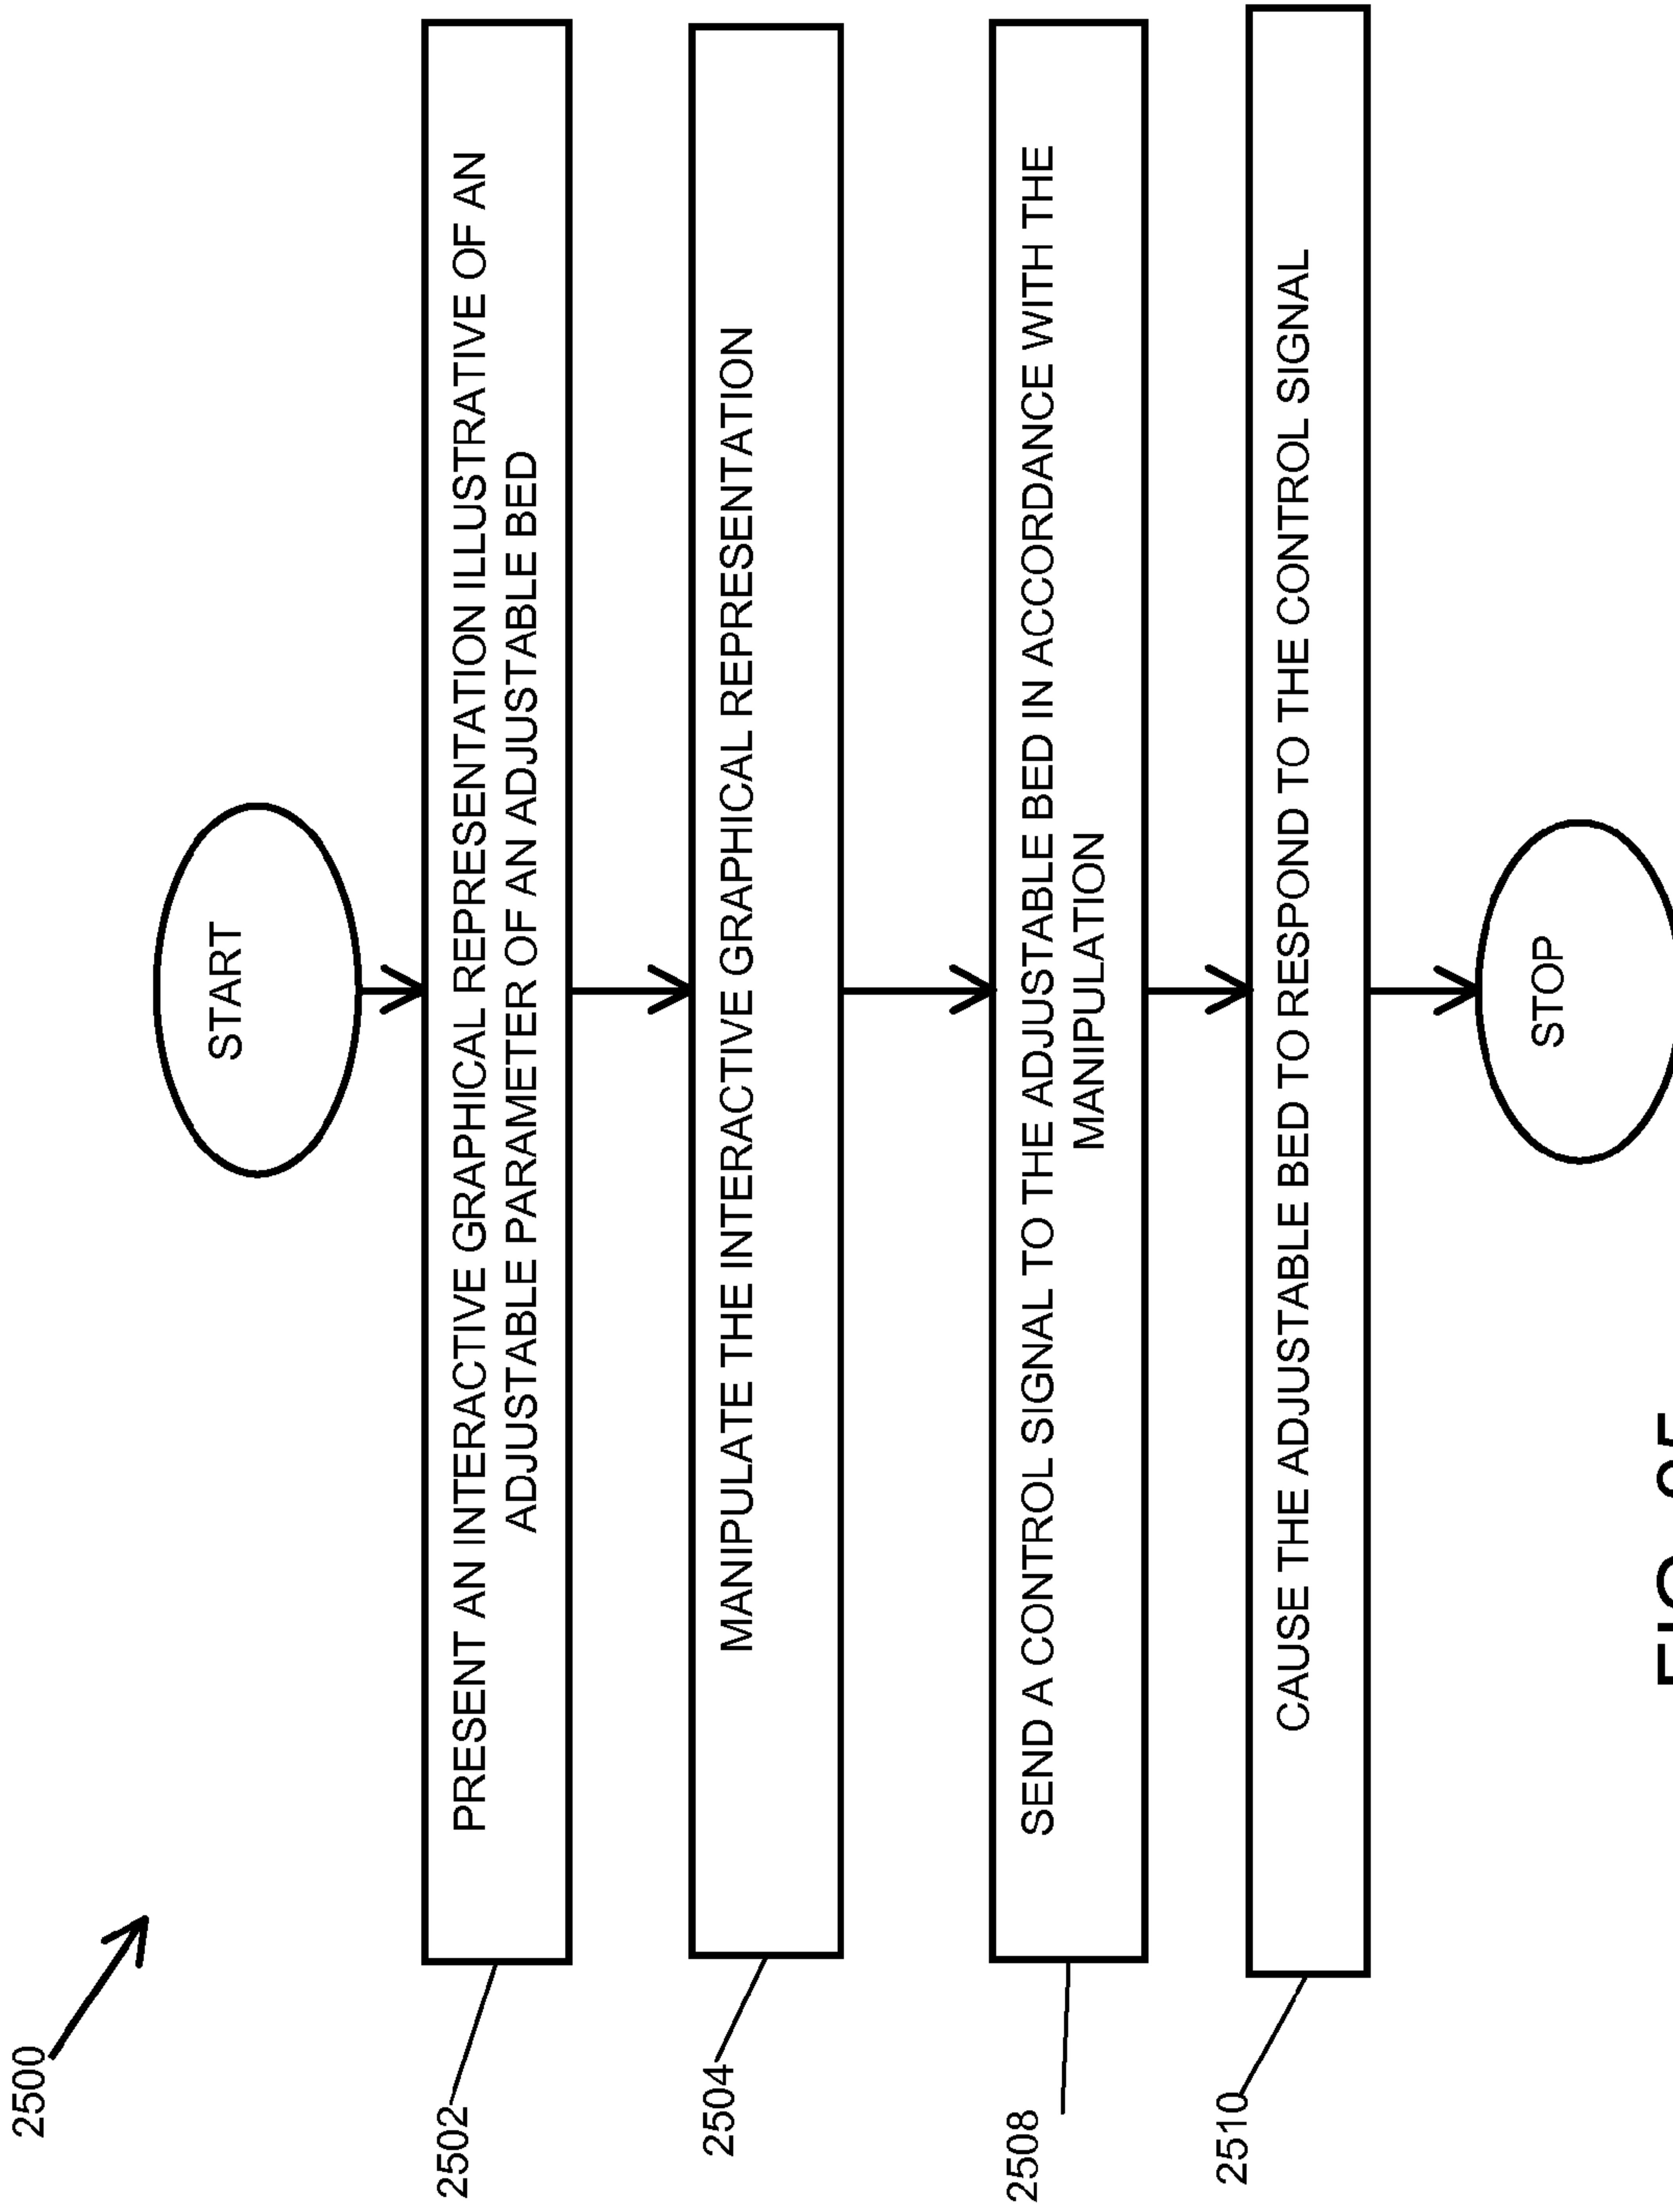 2500
START
2502
PRESENT AN INTERACTIVE GRAPHICAL REPRESENTATION ILLUSTRATIVE OF AN
ADJUSTABLE PARAMETER OF AN ADJUSTABLE BED
2504
MANIPULATE THE INTERACTIVE GRAPHICAL REPRESENTATION
2508
SEND A CONTROL SIGNAL TO THE ADJUSTABLE BED IN ACCORDANCE WITH THE
MANIPULATION
2510
CAUSE THE ADJUSTABLE BED TO RESPOND TO THE CONTROL SIGNAL
STOP
FIG. 25